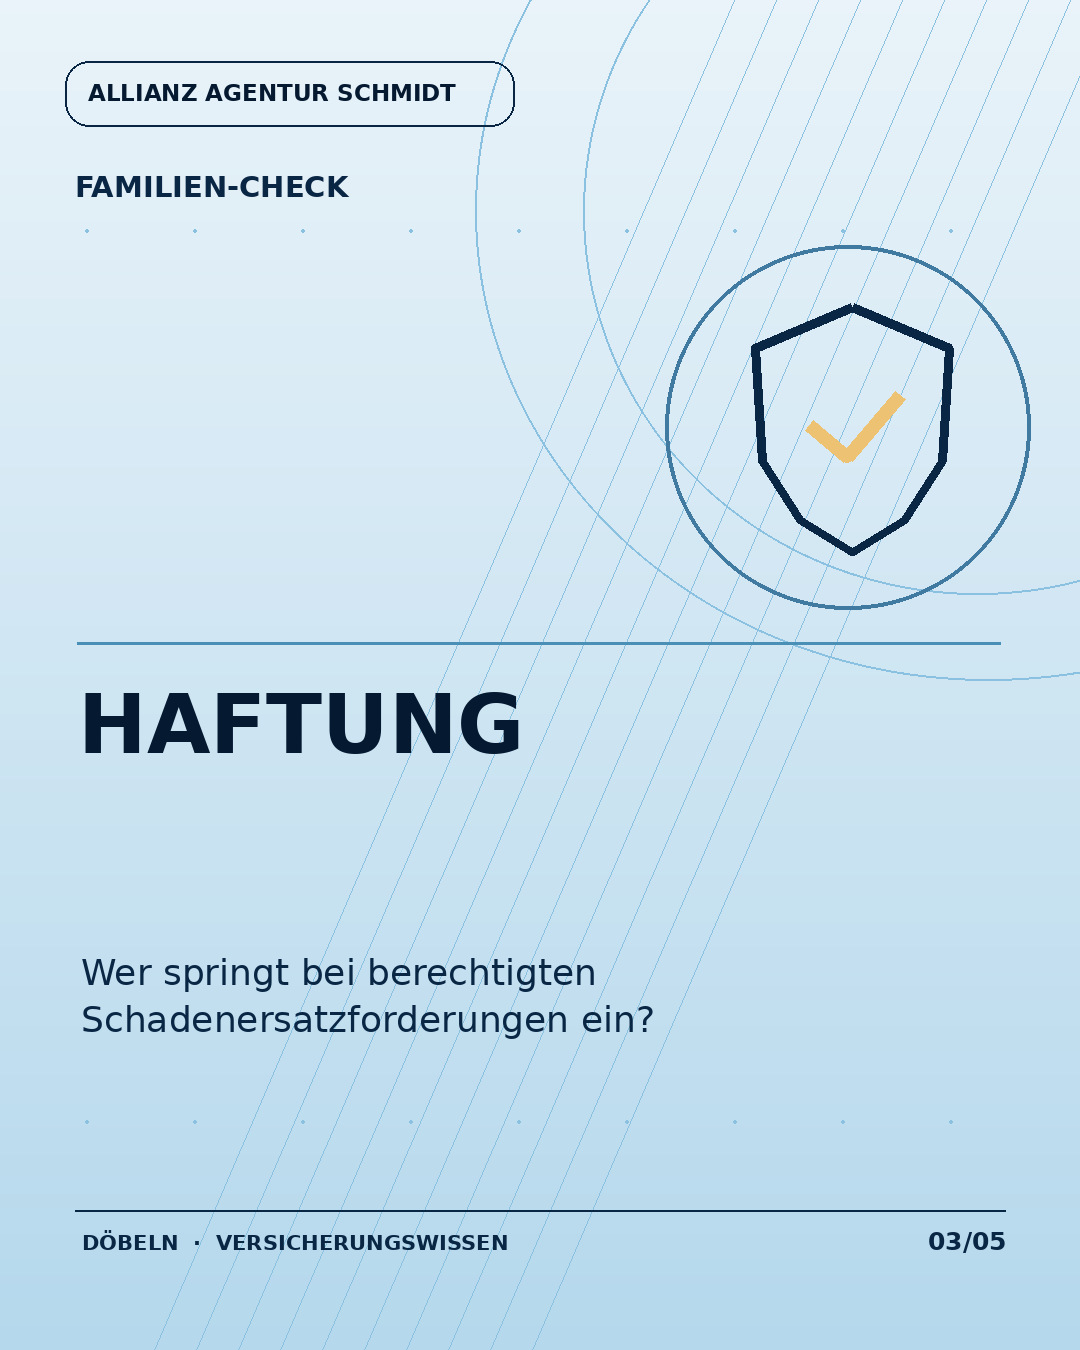 ALLIANZ AGENTUR SCHMIDT
FAMILIEN-CHECK
HAFTUNG
Wer springt bei berechtigten
Schadenersatzforderungen ein?
DÖBELN · VERSICHERUNGSWISSEN
03/05